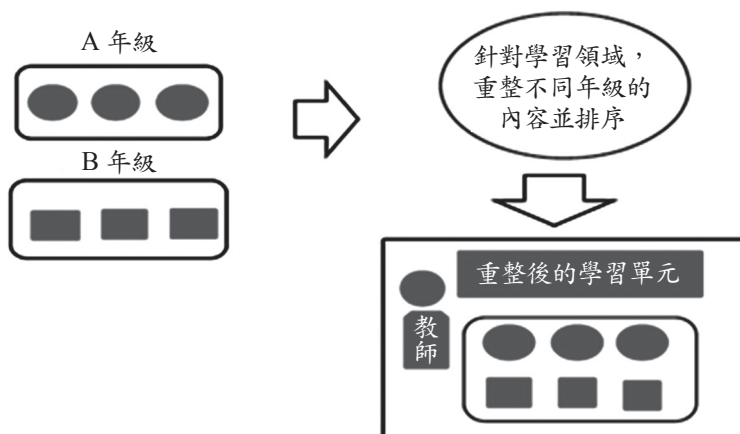 A 年級
B 年級
針對學習領域，
重整不同年級的
內容並排序
重整後的學習單元
教
師